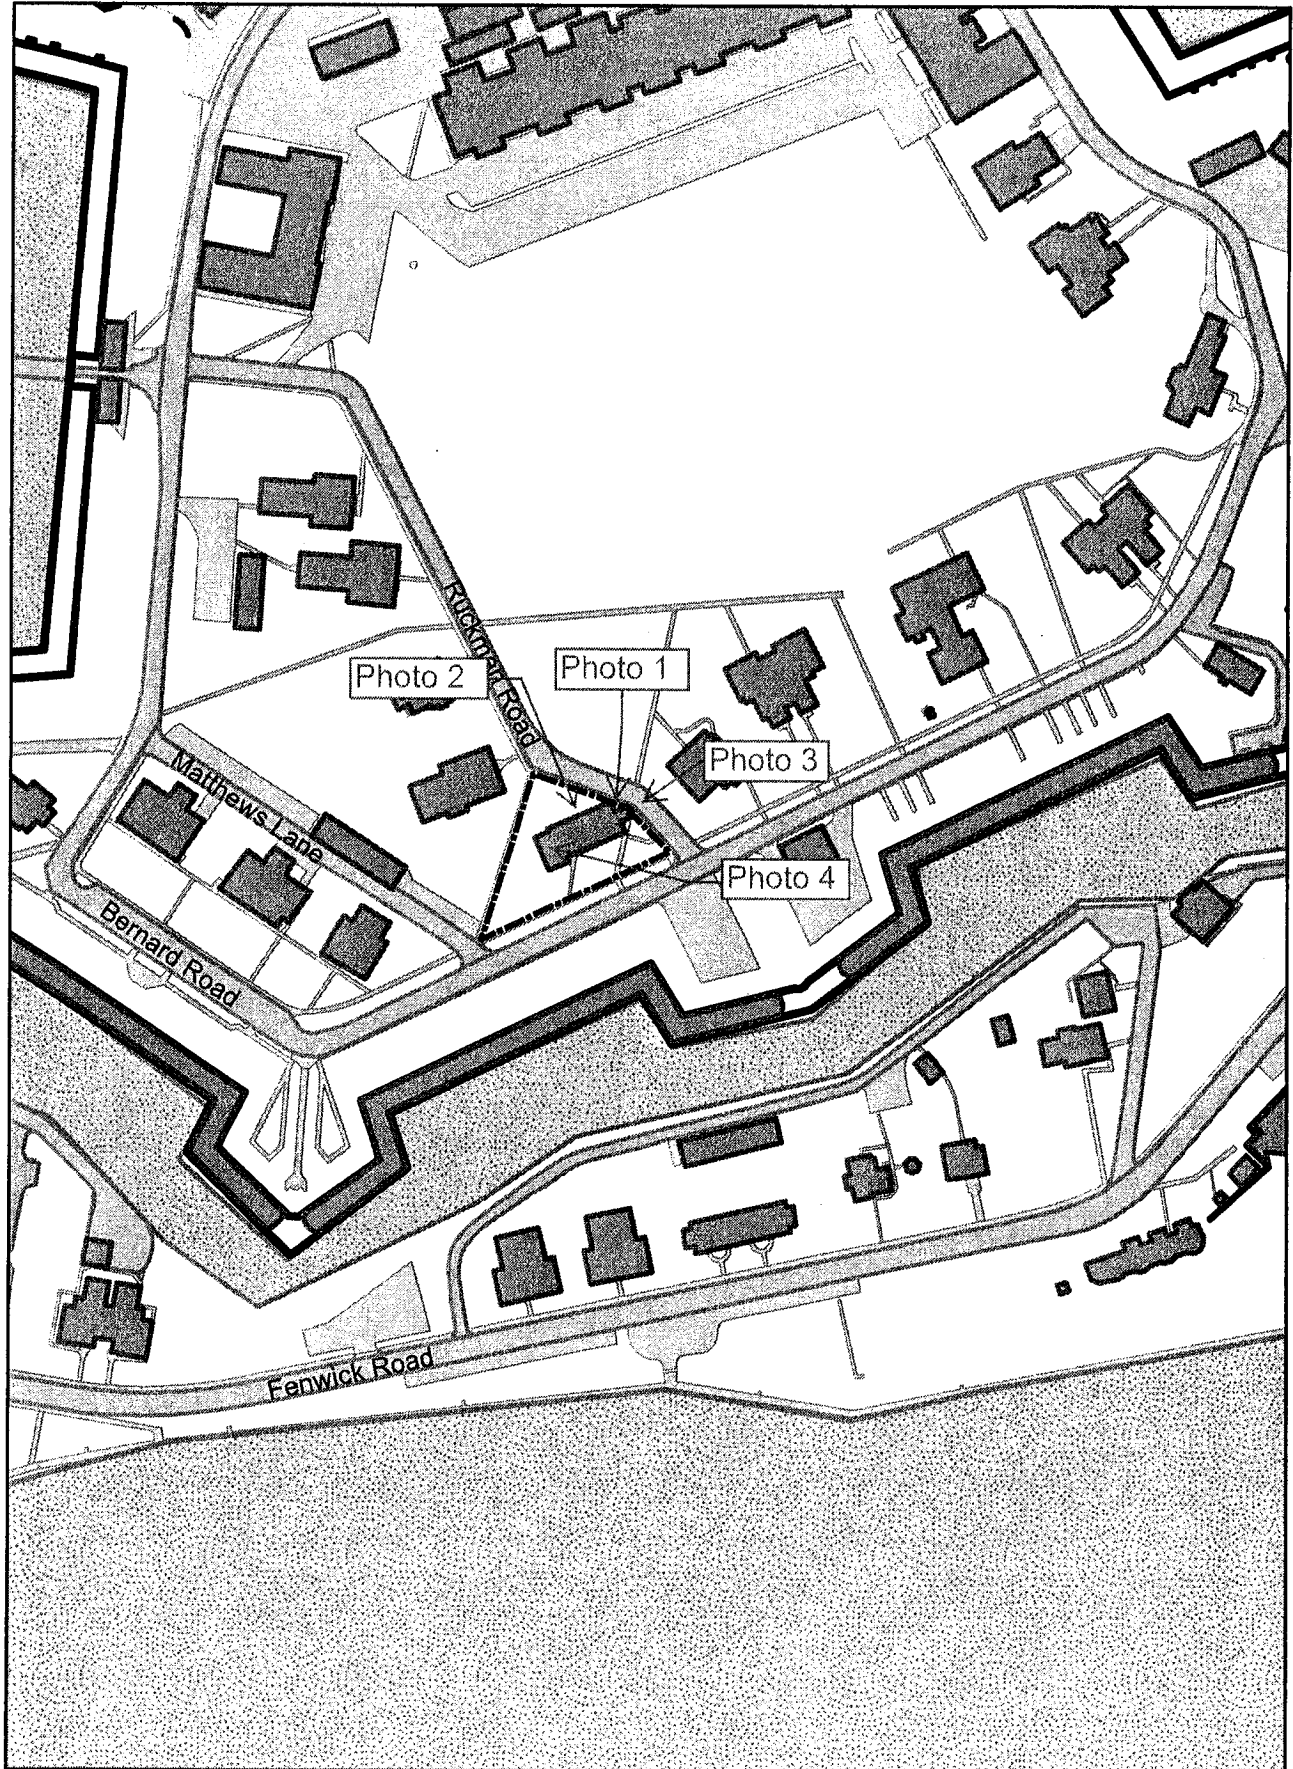 Ruckman Road
Photo 2
Photo 1
Photo 3
Matthews Lane
Photo 4
Bernard Road
Fenwick Road